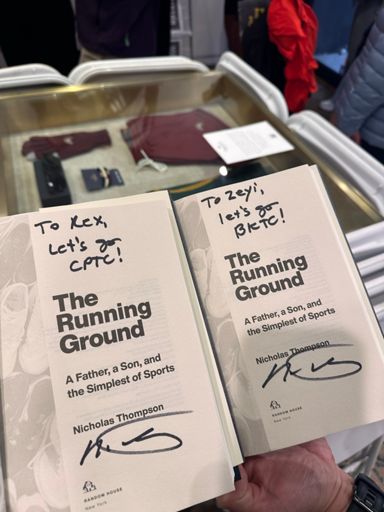 To Rex,
Let's go
CPTC!
The
Running
Ground
A Father, a Son, and
the Simplest of Sports
Nicholas Thompson
RANDOM HOUSE
New York
To Zeyi,
let's go
BKTC!
The
Running
Ground
A Father, a Son, and
the Simplest of Sports
Nicholas Thompson
RANDOM HOUSE
New York